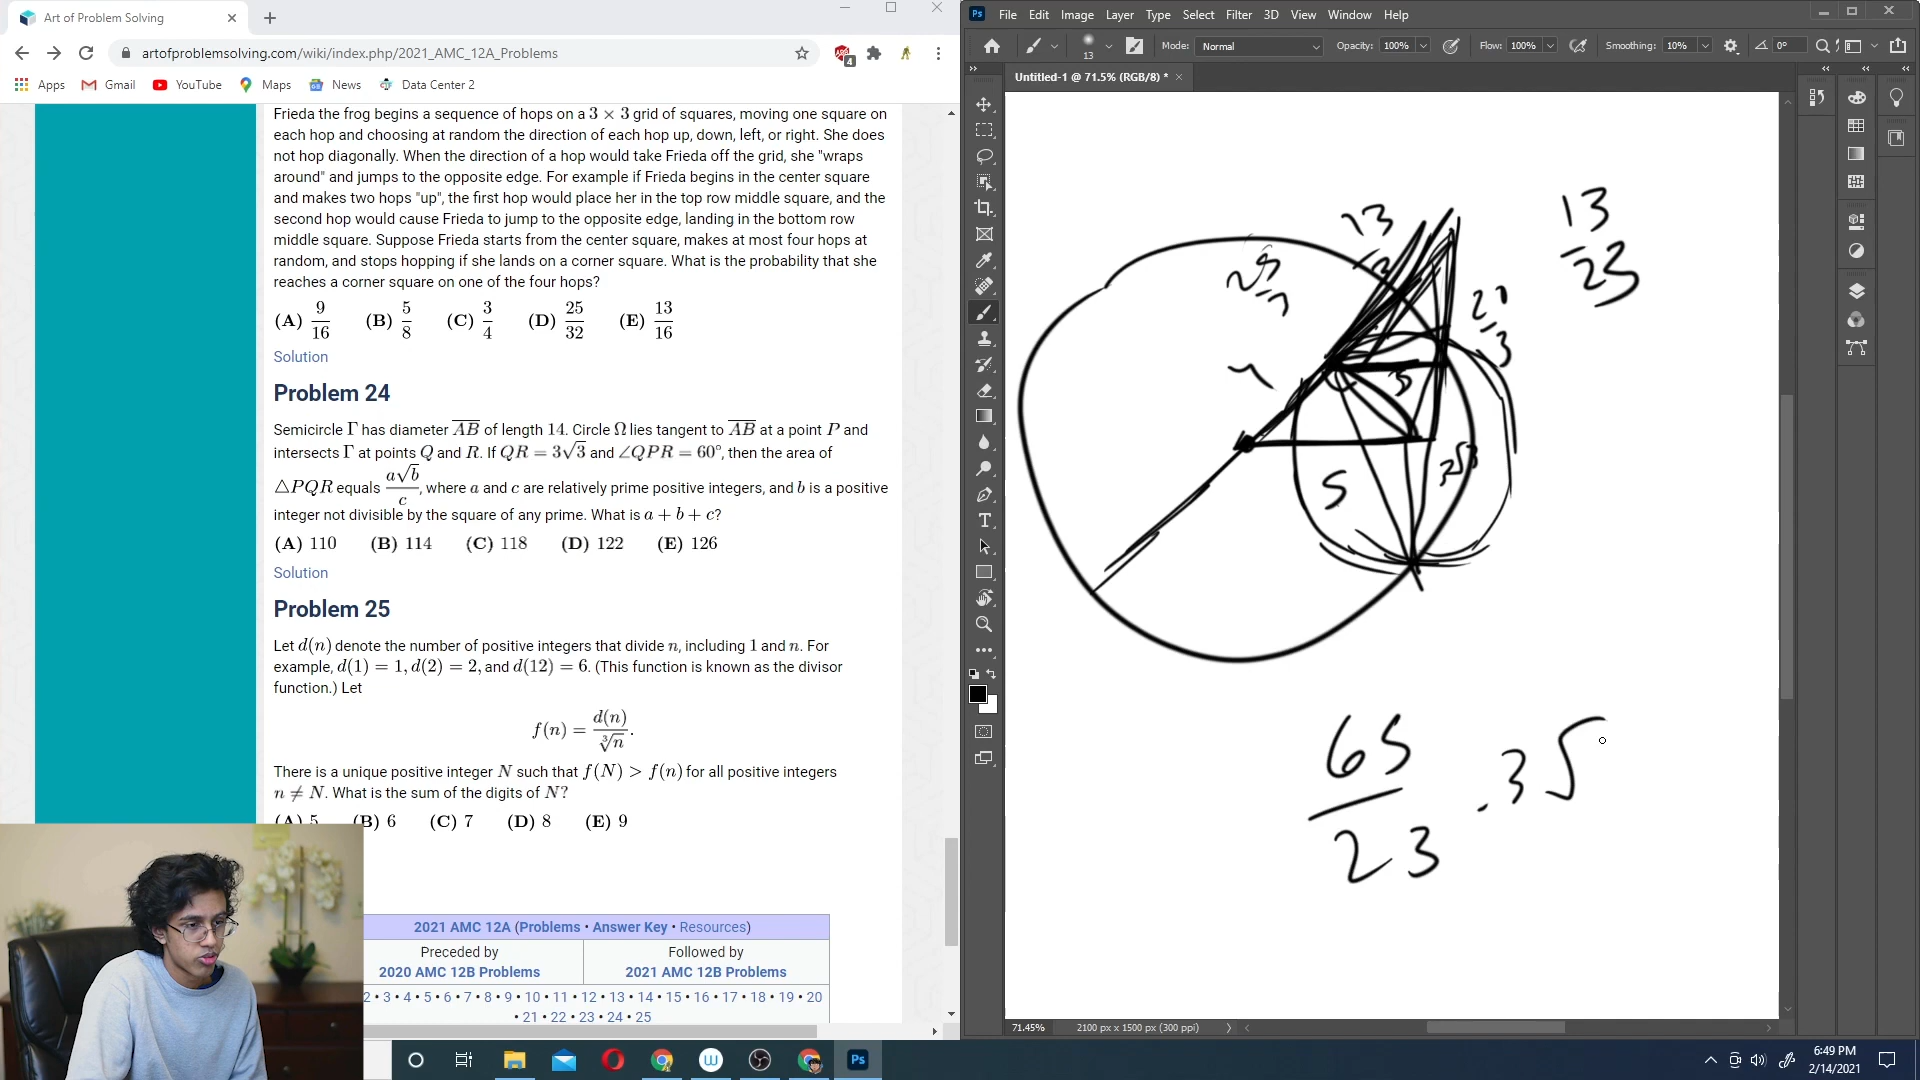 Art of Problem Solving
artofproblemsolving.com/wiki/index.php/2021_AMC_12A_Problems
4
Apps Gmail YouTube Maps News Data Center 2
Frieda the frog begins a sequence of hops on a 3 × 3 grid of squares, moving one square on
each hop and choosing at random the direction of each hop up, down, left, or right. She does
not hop diagonally. When the direction of a hop would take Frieda off the grid, she "wraps
around" and jumps to the opposite edge. For example if Frieda begins in the center square
and makes two hops "up", the first hop would place her in the top row middle square, and the
second hop would cause Frieda to jump to the opposite edge, landing in the bottom row
middle square. Suppose Frieda starts from the center square, makes at most four hops at
random, and stops hopping if she lands on a corner square. What is the probability that she
reaches a corner square on one of the four hops?
(A) 9/16 (B) 5/8 (C) 3/4 (D) 25/32 (E) 13/16
Solution
Problem 24
Semicircle Γ has diameter AB of length 14. Circle Ω lies tangent to AB at a point P and
intersects Γ at points Q and R. If QR = 3√3 and ∠QPR = 60°, then the area of
△PQR equals a√b/c, where a and c are relatively prime positive integers, and b is a positive
integer not divisible by the square of any prime. What is a + b + c?
(A) 110 (B) 114 (C) 118 (D) 122 (E) 126
Solution
Problem 25
Let d(n) denote the number of positive integers that divide n, including 1 and n. For
example, d(1) = 1, d(2) = 2, and d(12) = 6. (This function is known as the divisor
function.) Let
f(n) = d(n)/∛n.
There is a unique positive integer N such that f(N) > f(n) for all positive integers
n ≠ N. What is the sum of the digits of N?
(A) 5 (B) 6 (C) 7 (D) 8 (E) 9
2021 AMC 12A (Problems • Answer Key • Resources)
Preceded by
2020 AMC 12B Problems
Followed by
2021 AMC 12B Problems
2 • 3 • 4 • 5 • 6 • 7 • 8 • 9 • 10 • 11 • 12 • 13 • 14 • 15 • 16 • 17 • 18 • 19 • 20
• 21 • 22 • 23 • 24 • 25
Ps File Edit Image Layer Type Select Filter 3D View Window Help
13 Mode: Normal Opacity: 100% Flow: 100% Smoothing: 10% 0°
Untitled-1 @ 71.5% (RGB/8) *
13
13
23
20
3
3
5
65
23
. 3√
71.45% 2100 px x 1500 px (300 ppi)
Ps
6:49 PM
2/14/2021